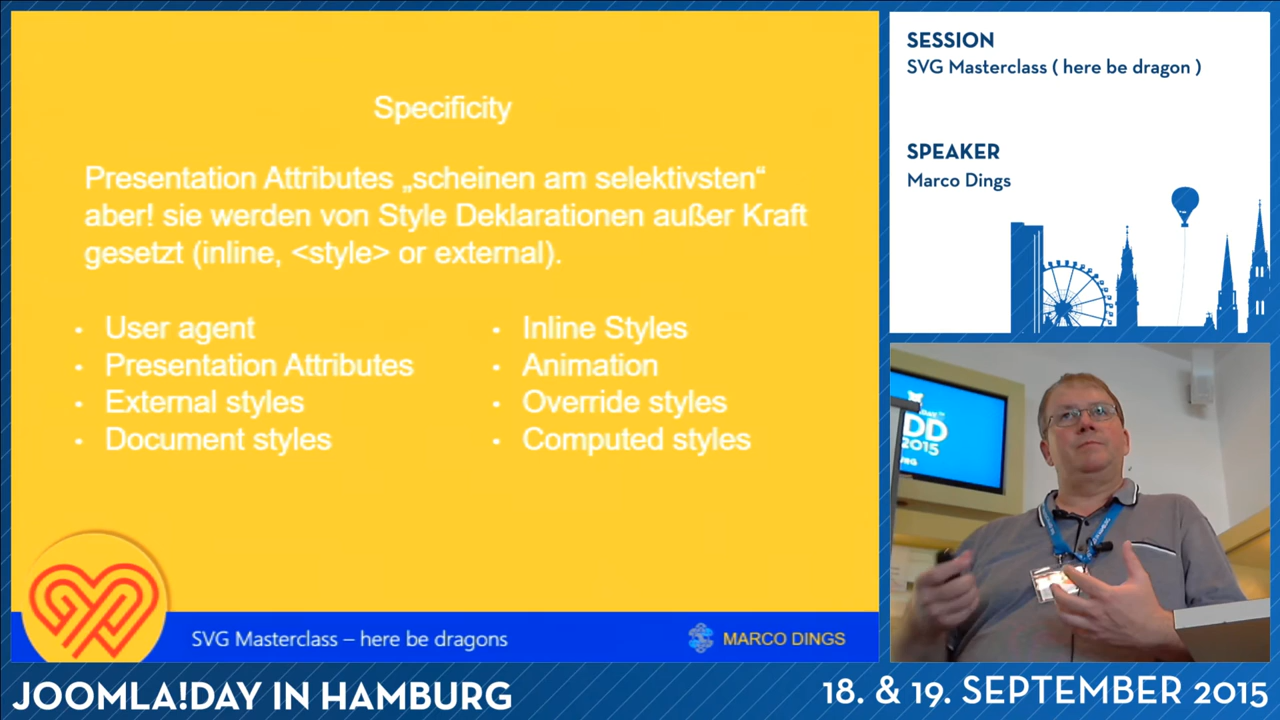 Specificity
Presentation Attributes „scheinen am selektivsten“
aber! sie werden von Style Deklarationen außer Kraft
gesetzt (inline, <style> or external).
• User agent
• Presentation Attributes
• External styles
• Document styles
• Inline Styles
• Animation
• Override styles
• Computed styles
SVG Masterclass – here be dragons
MARCO DINGS
SESSION
SVG Masterclass ( here be dragon )
SPEAKER
Marco Dings
2015
JOOMLA!DAY IN HAMBURG
18. & 19. SEPTEMBER 2015